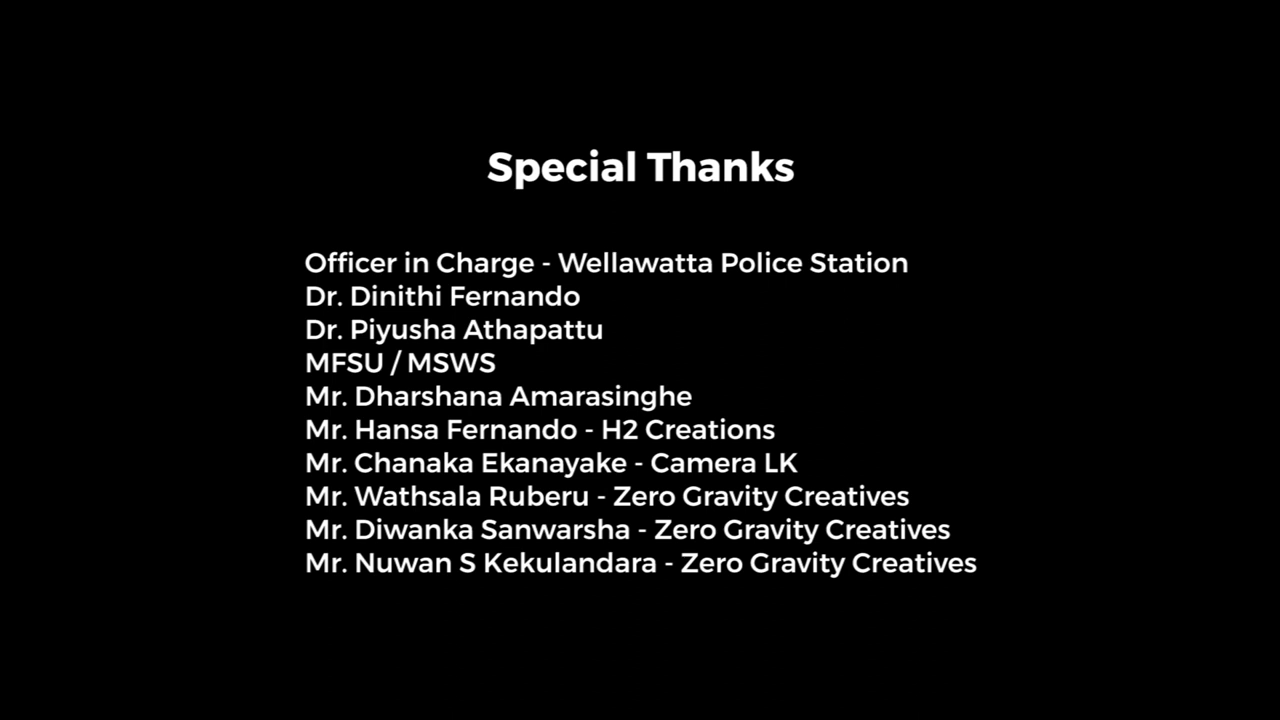 Special Thanks
Officer in Charge - Wellawatta Police Station
Dr. Dinithi Fernando
Dr. Piyusha Athapattu
MFSU / MSWS
Mr. Dharshana Amarasinghe
Mr. Hansa Fernando - H2 Creations
Mr. Chanaka Ekanayake - Camera LK
Mr. Wathsala Ruberu - Zero Gravity Creatives
Mr. Diwanka Sanwarsha - Zero Gravity Creatives
Mr. Nuwan S Kekulandara - Zero Gravity Creatives